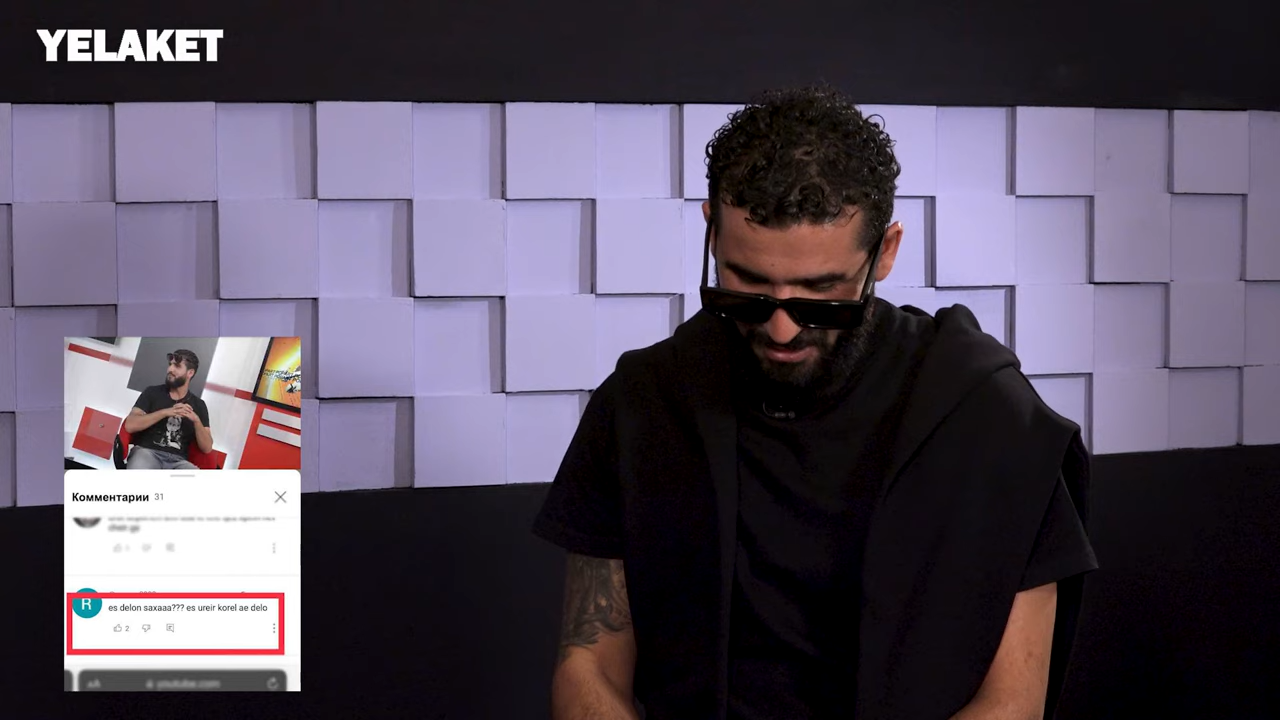 YELAKET
Комментарии 31
R
es delon saxaaa??? es ureir korel ae delo
2
youtube.com